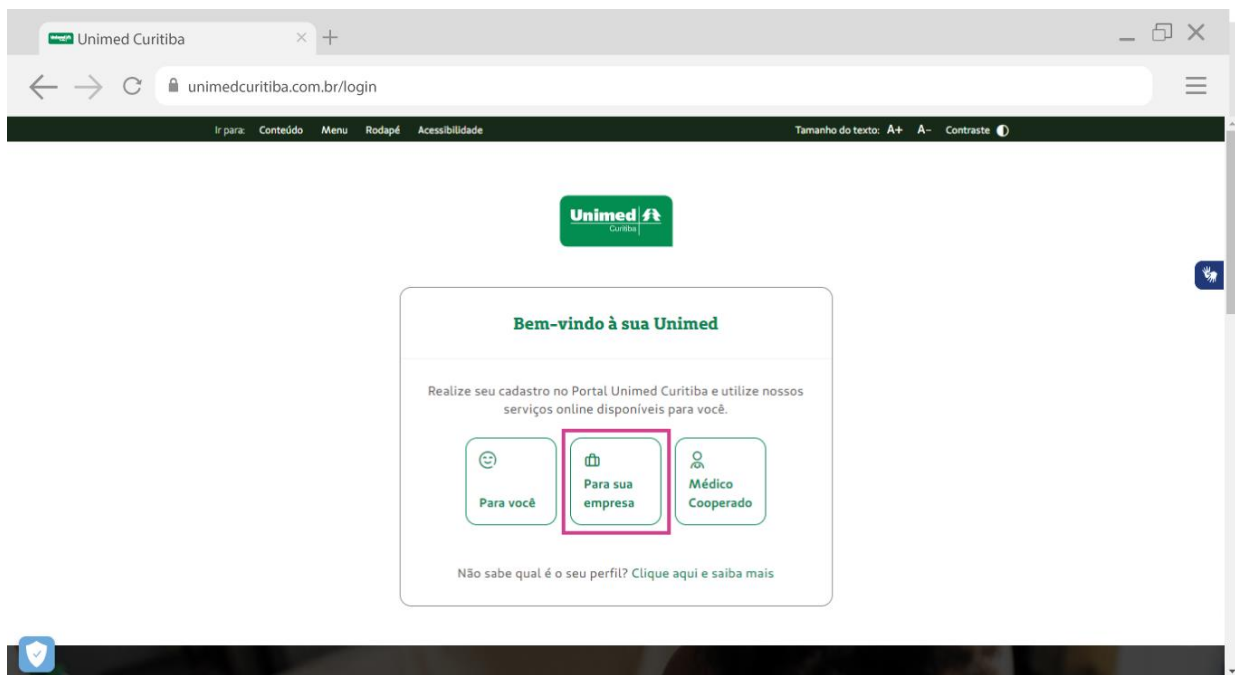 Unimed Curitiba
unimedcuritiba.com.br/login
Ir para: Conteúdo Menu Rodapé Acessibilidade
Tamanho do texto: A+ A- Contraste
Unimed
Curitiba
Bem-vindo à sua Unimed
Realize seu cadastro no Portal Unimed Curitiba e utilize nossos
serviços online disponíveis para você.
Para você
Para sua
empresa
Médico
Cooperado
Não sabe qual é o seu perfil? Clique aqui e saiba mais